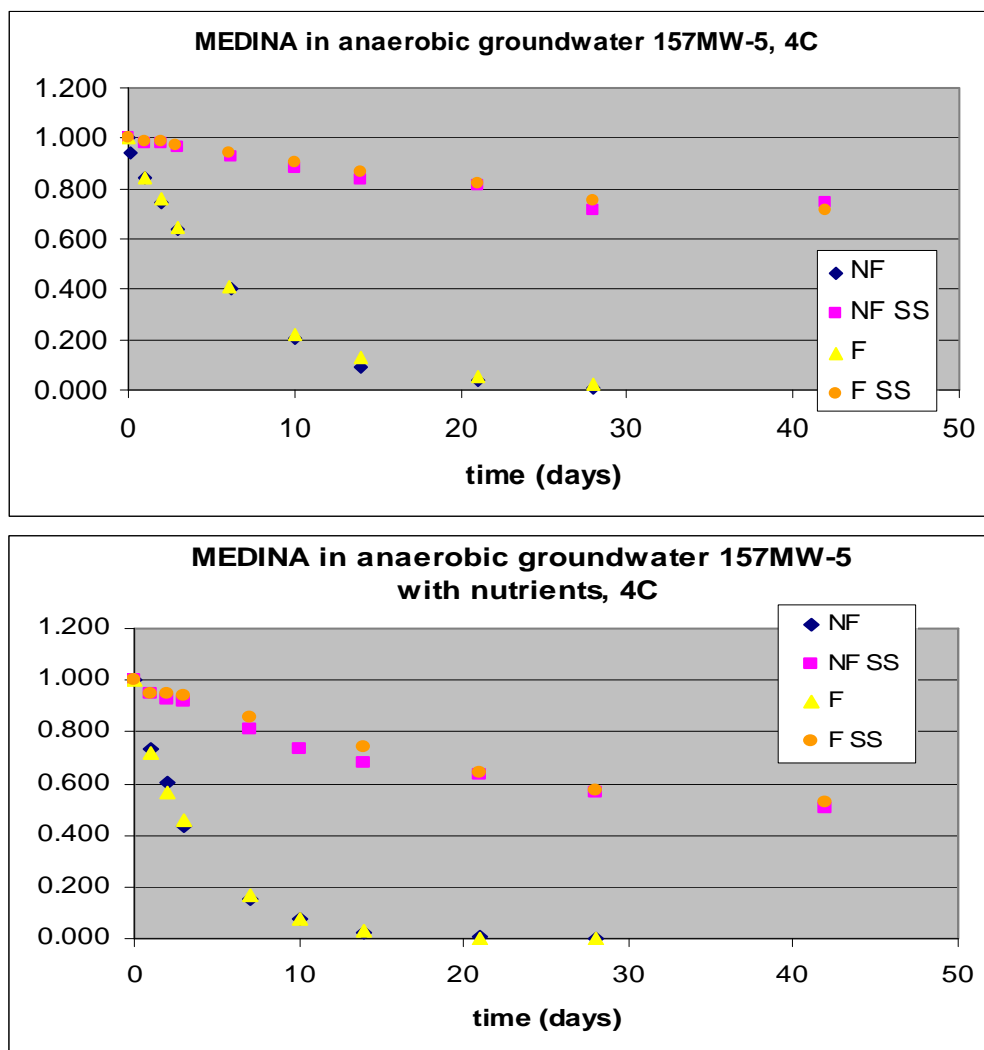 MEDINA in anaerobic groundwater 157MW-5, 4C
1.200
1.000
0.800
0.600
0.400
0.200
0.000
0 10 20 30 40 50
time (days)
NF
NF SS
F
F SS
MEDINA in anaerobic groundwater 157MW-5
with nutrients, 4C
1.200
1.000
0.800
0.600
0.400
0.200
0.000
0 10 20 30 40 50
time (days)
NF
NF SS
F
F SS